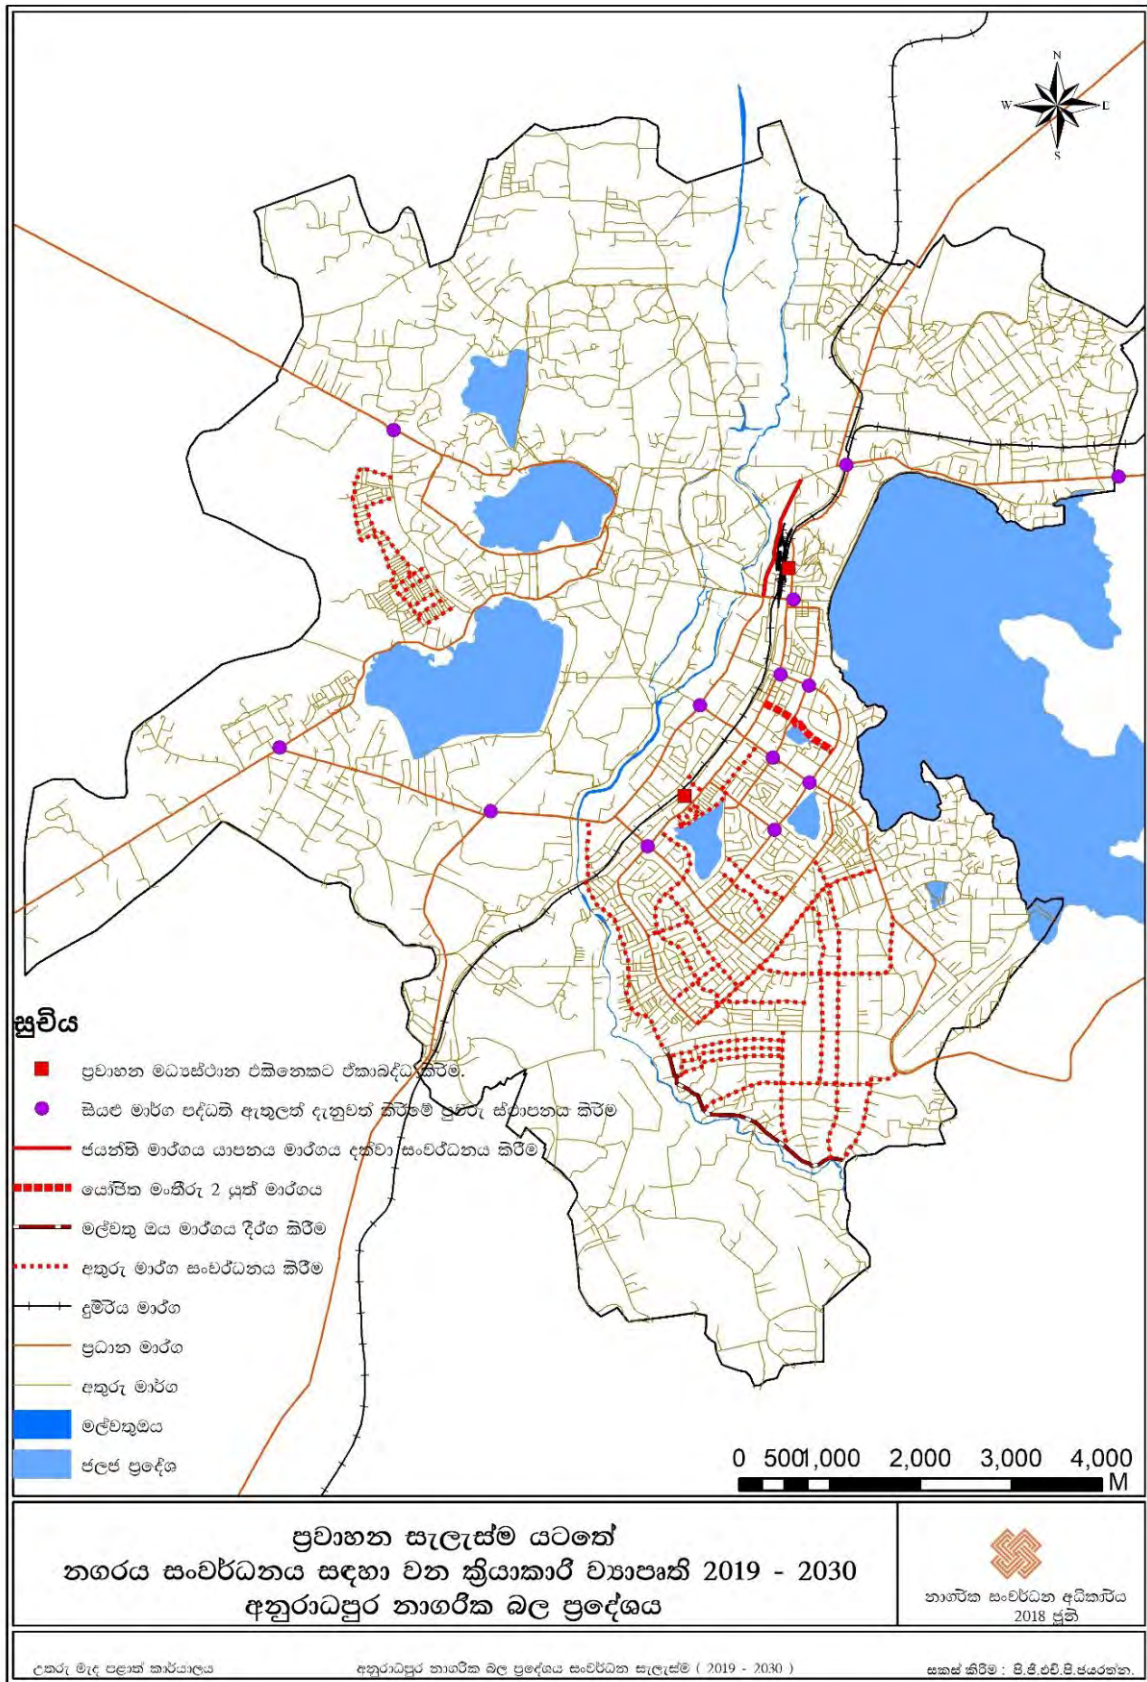 N
W
E
S
සූචිය
ප්‍රවාහන මධ්‍යස්ථාන එකිනෙකට ඒකාබද්ධ කිරීම.
සියළු මාර්ග පද්ධති ඇතුලත් දැනුවත් කිරීමේ පුවරු ස්ථාපනය කිරීම
ජයන්ති මාර්ගය යාපනය මාර්ගය දක්වා සංවර්ධනය කිරීම
යෝජිත මංතීරු 2 යුත් මාර්ගය
මල්වතු ඔය මාර්ගය දීර්ග කිරීම
අතුරු මාර්ග සංවර්ධනය කිරීම
දුම්රිය මාර්ග
ප්‍රධාන මාර්ග
අතුරු මාර්ග
මල්වතුඔය
ජලජ ප්‍රදේශ
0 500 1,000 2,000 3,000 4,000
M
ප්‍රවාහන සැලැස්ම යටතේ
නගරය සංවර්ධනය සඳහා වන ක්‍රියාකාරී ව්‍යාපෘති 2019 - 2030
අනුරාධපුර නාගරික බල ප්‍රදේශය
නාගරික සංවර්ධන අධිකාරිය
2018 ජූනි
උතුරු මැද පළාත් කාර්යාලය
අනුරාධපුර නාගරික බල ප්‍රදේශය සංවර්ධන සැලැස්ම ( 2019 - 2030 )
සකස් කිරීම : පි.ජී.එච්.පි.ජයරත්න.